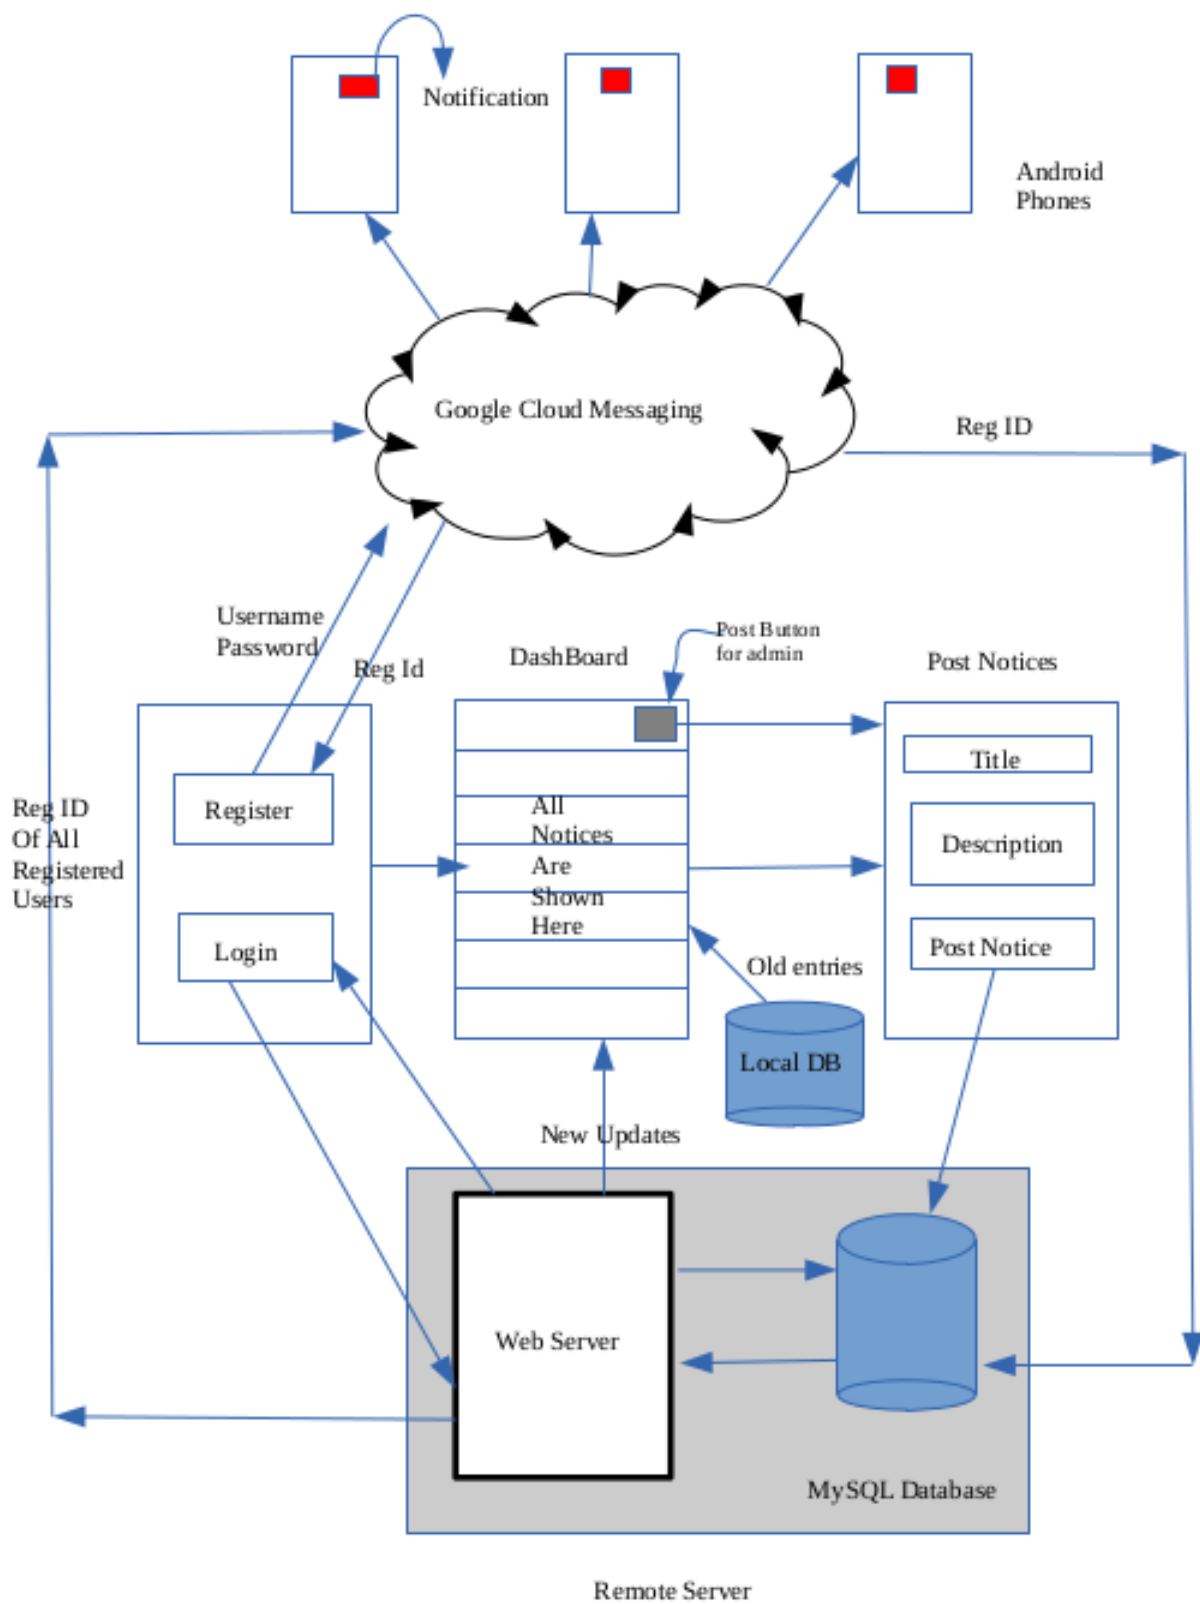 Notification
Android
Phones
Google Cloud Messaging
Reg ID
Username
Password
Reg Id
DashBoard
Post Button
for admin
Post Notices
Title
Register
Reg ID
Of All
Registered
Users
All
Notices
Are
Shown
Here
Description
Login
Post Notice
Old entries
Local DB
New Updates
Web Server
MySQL Database
Remote Server